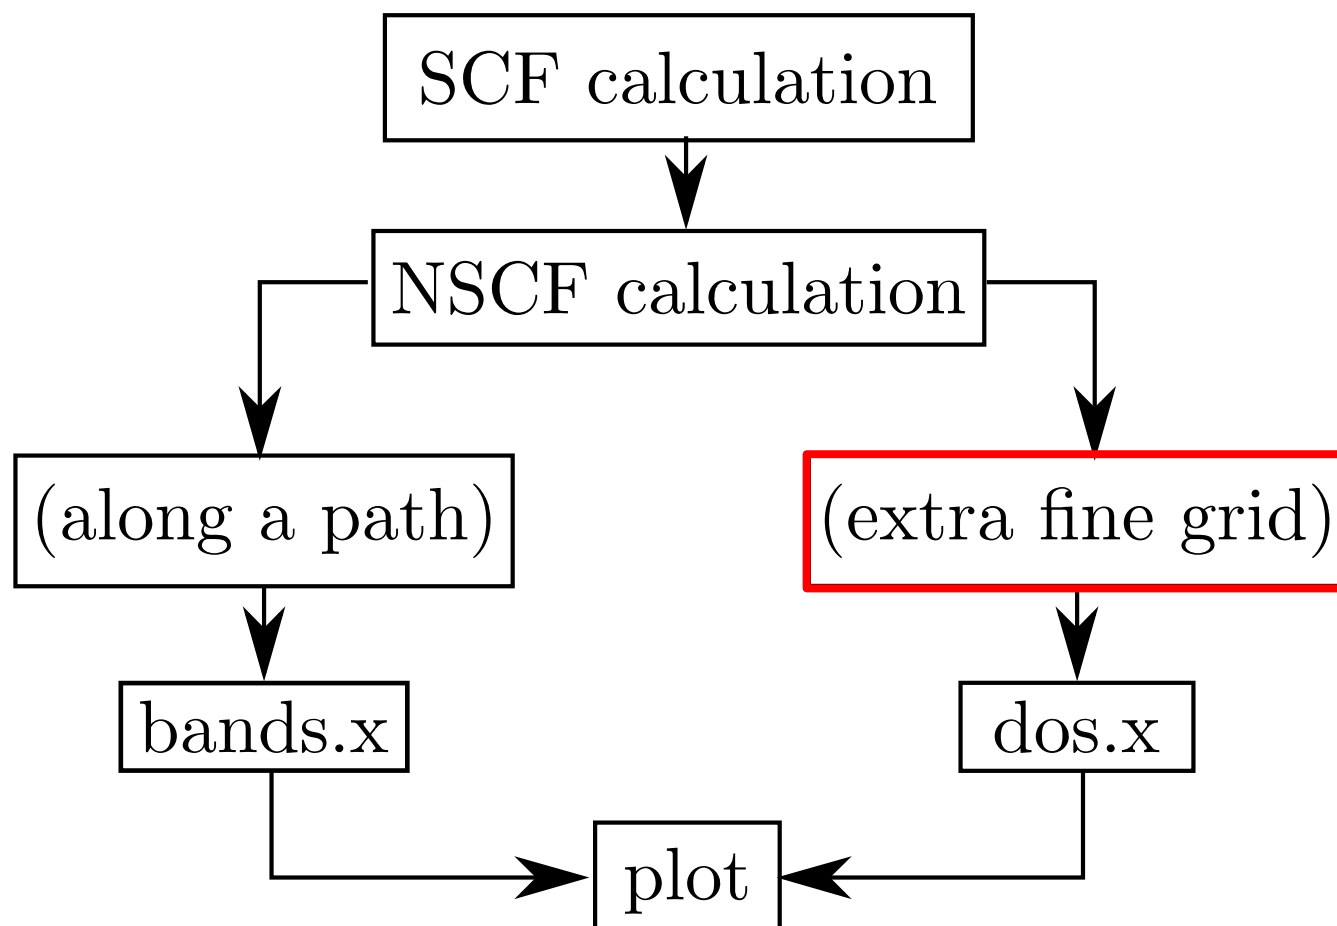 SCF calculation
NSCF calculation
(along a path)
(extra fine grid)
bands.x
dos.x
plot